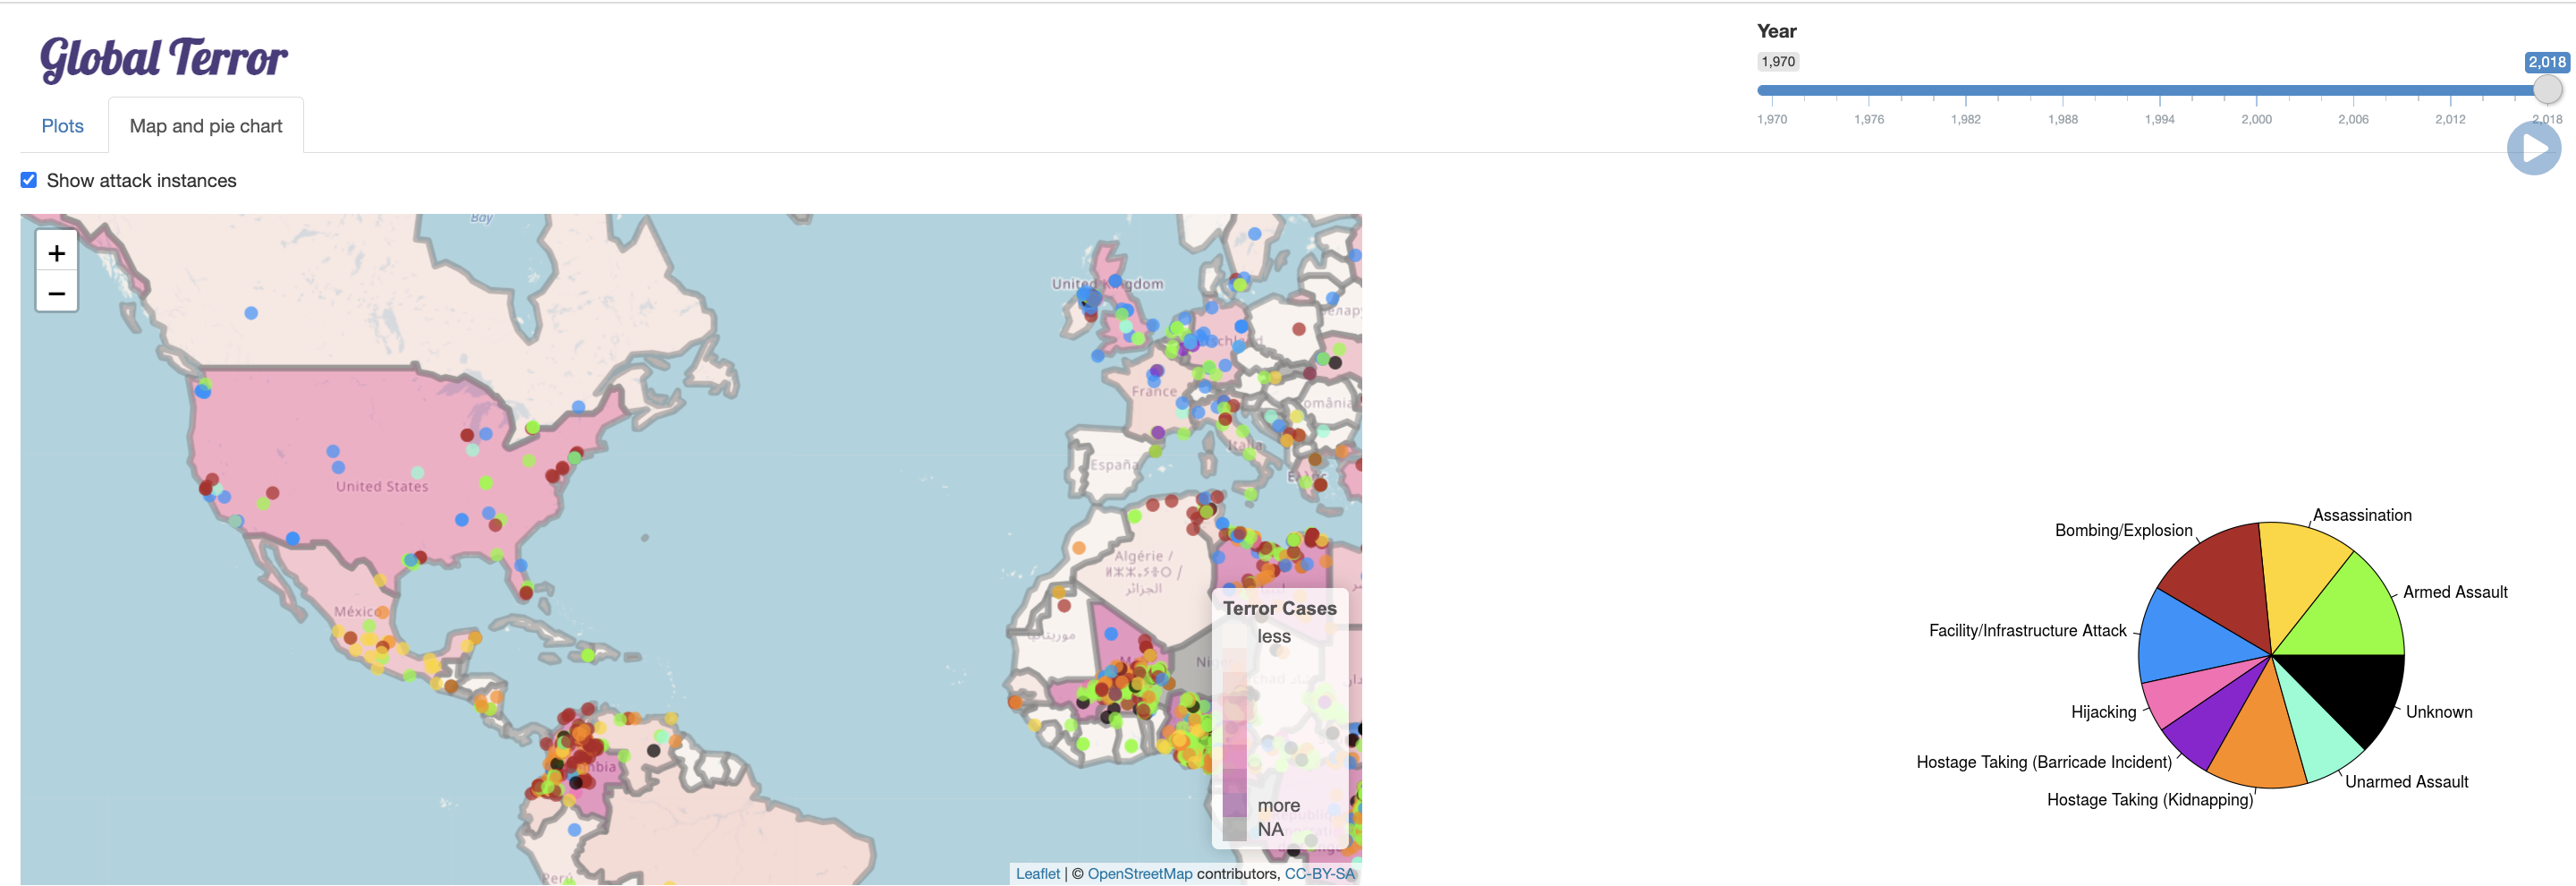 Global Terror
Year
1,970
2,018
1,970 1,976 1,982 1,988 1,994 2,000 2,006 2,012 2,018
Plots
Map and pie chart
Show attack instances
+
−
Bay
United Kingdom
France
España
Italia
United States
México
Algérie /
الجزائر
موريتانيا
Perú
Terror Cases
less
more
NA
Leaflet | © OpenStreetMap contributors, CC-BY-SA
Assassination
Bombing/Explosion
Armed Assault
Facility/Infrastructure Attack
Hijacking
Unknown
Hostage Taking (Barricade Incident)
Unarmed Assault
Hostage Taking (Kidnapping)